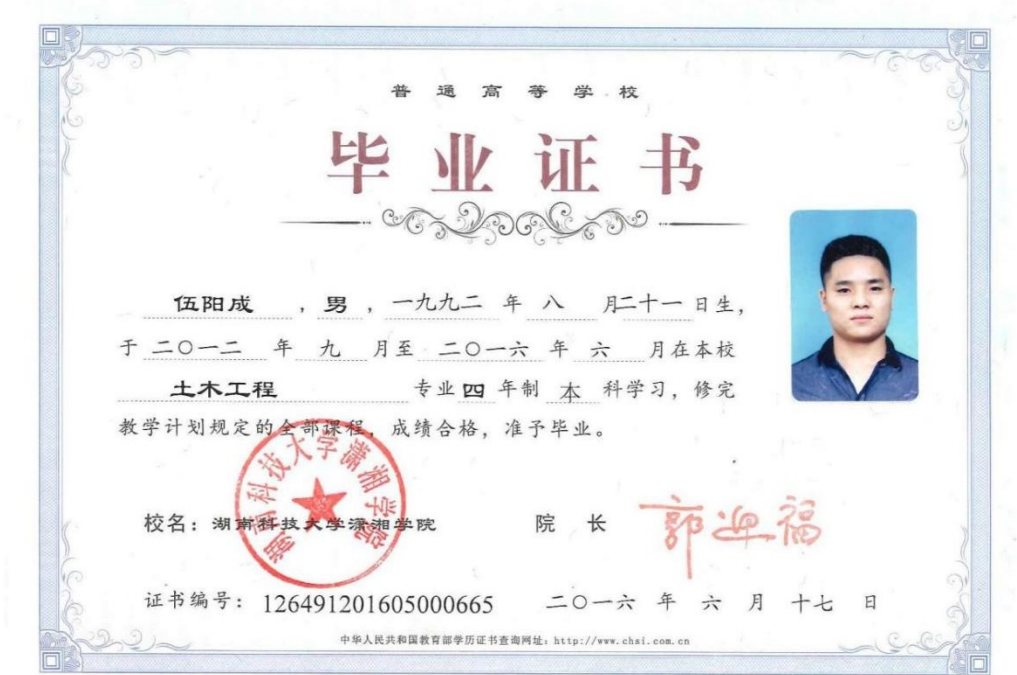 普通高等学校
毕业证书
伍阳成，男，一九九二年八月二十一日生，
于二〇一二年九月至二〇一六年六月在本校
土木工程专业四年制本科学习，修完
教学计划规定的全部课程，成绩合格，准予毕业。
湖南科技大学潇湘学院
校名：湖南科技大学潇湘学院 院长 郭迎福
证书编号：126491201605000665 二〇一六年六月十七日
中华人民共和国教育部学历证书查询网址：http://www.chsi.com.cn